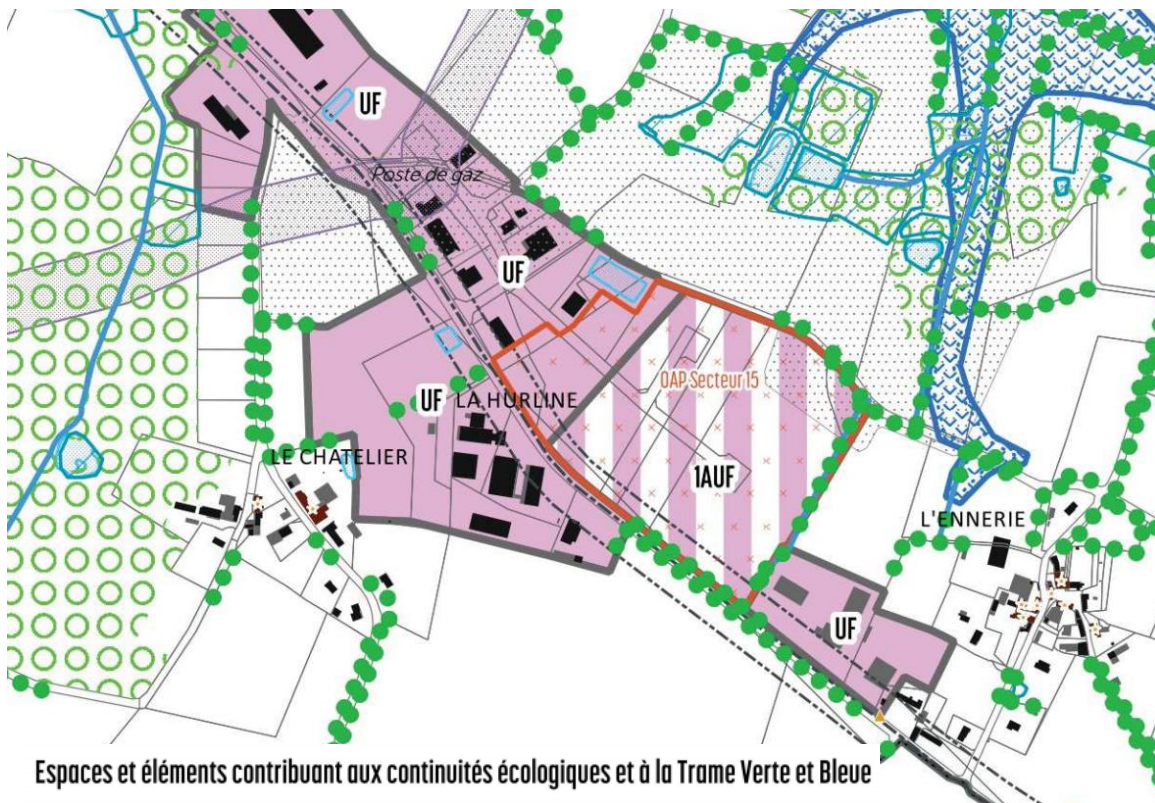 UF
Poste de gaz
UF
OAP Secteur 15
UF
LA HURLINE
LE CHATELIER
1AUF
L'ENNERIE
UF
Espaces et éléments contribuant aux continuités écologiques et à la Trame Verte et Bleue